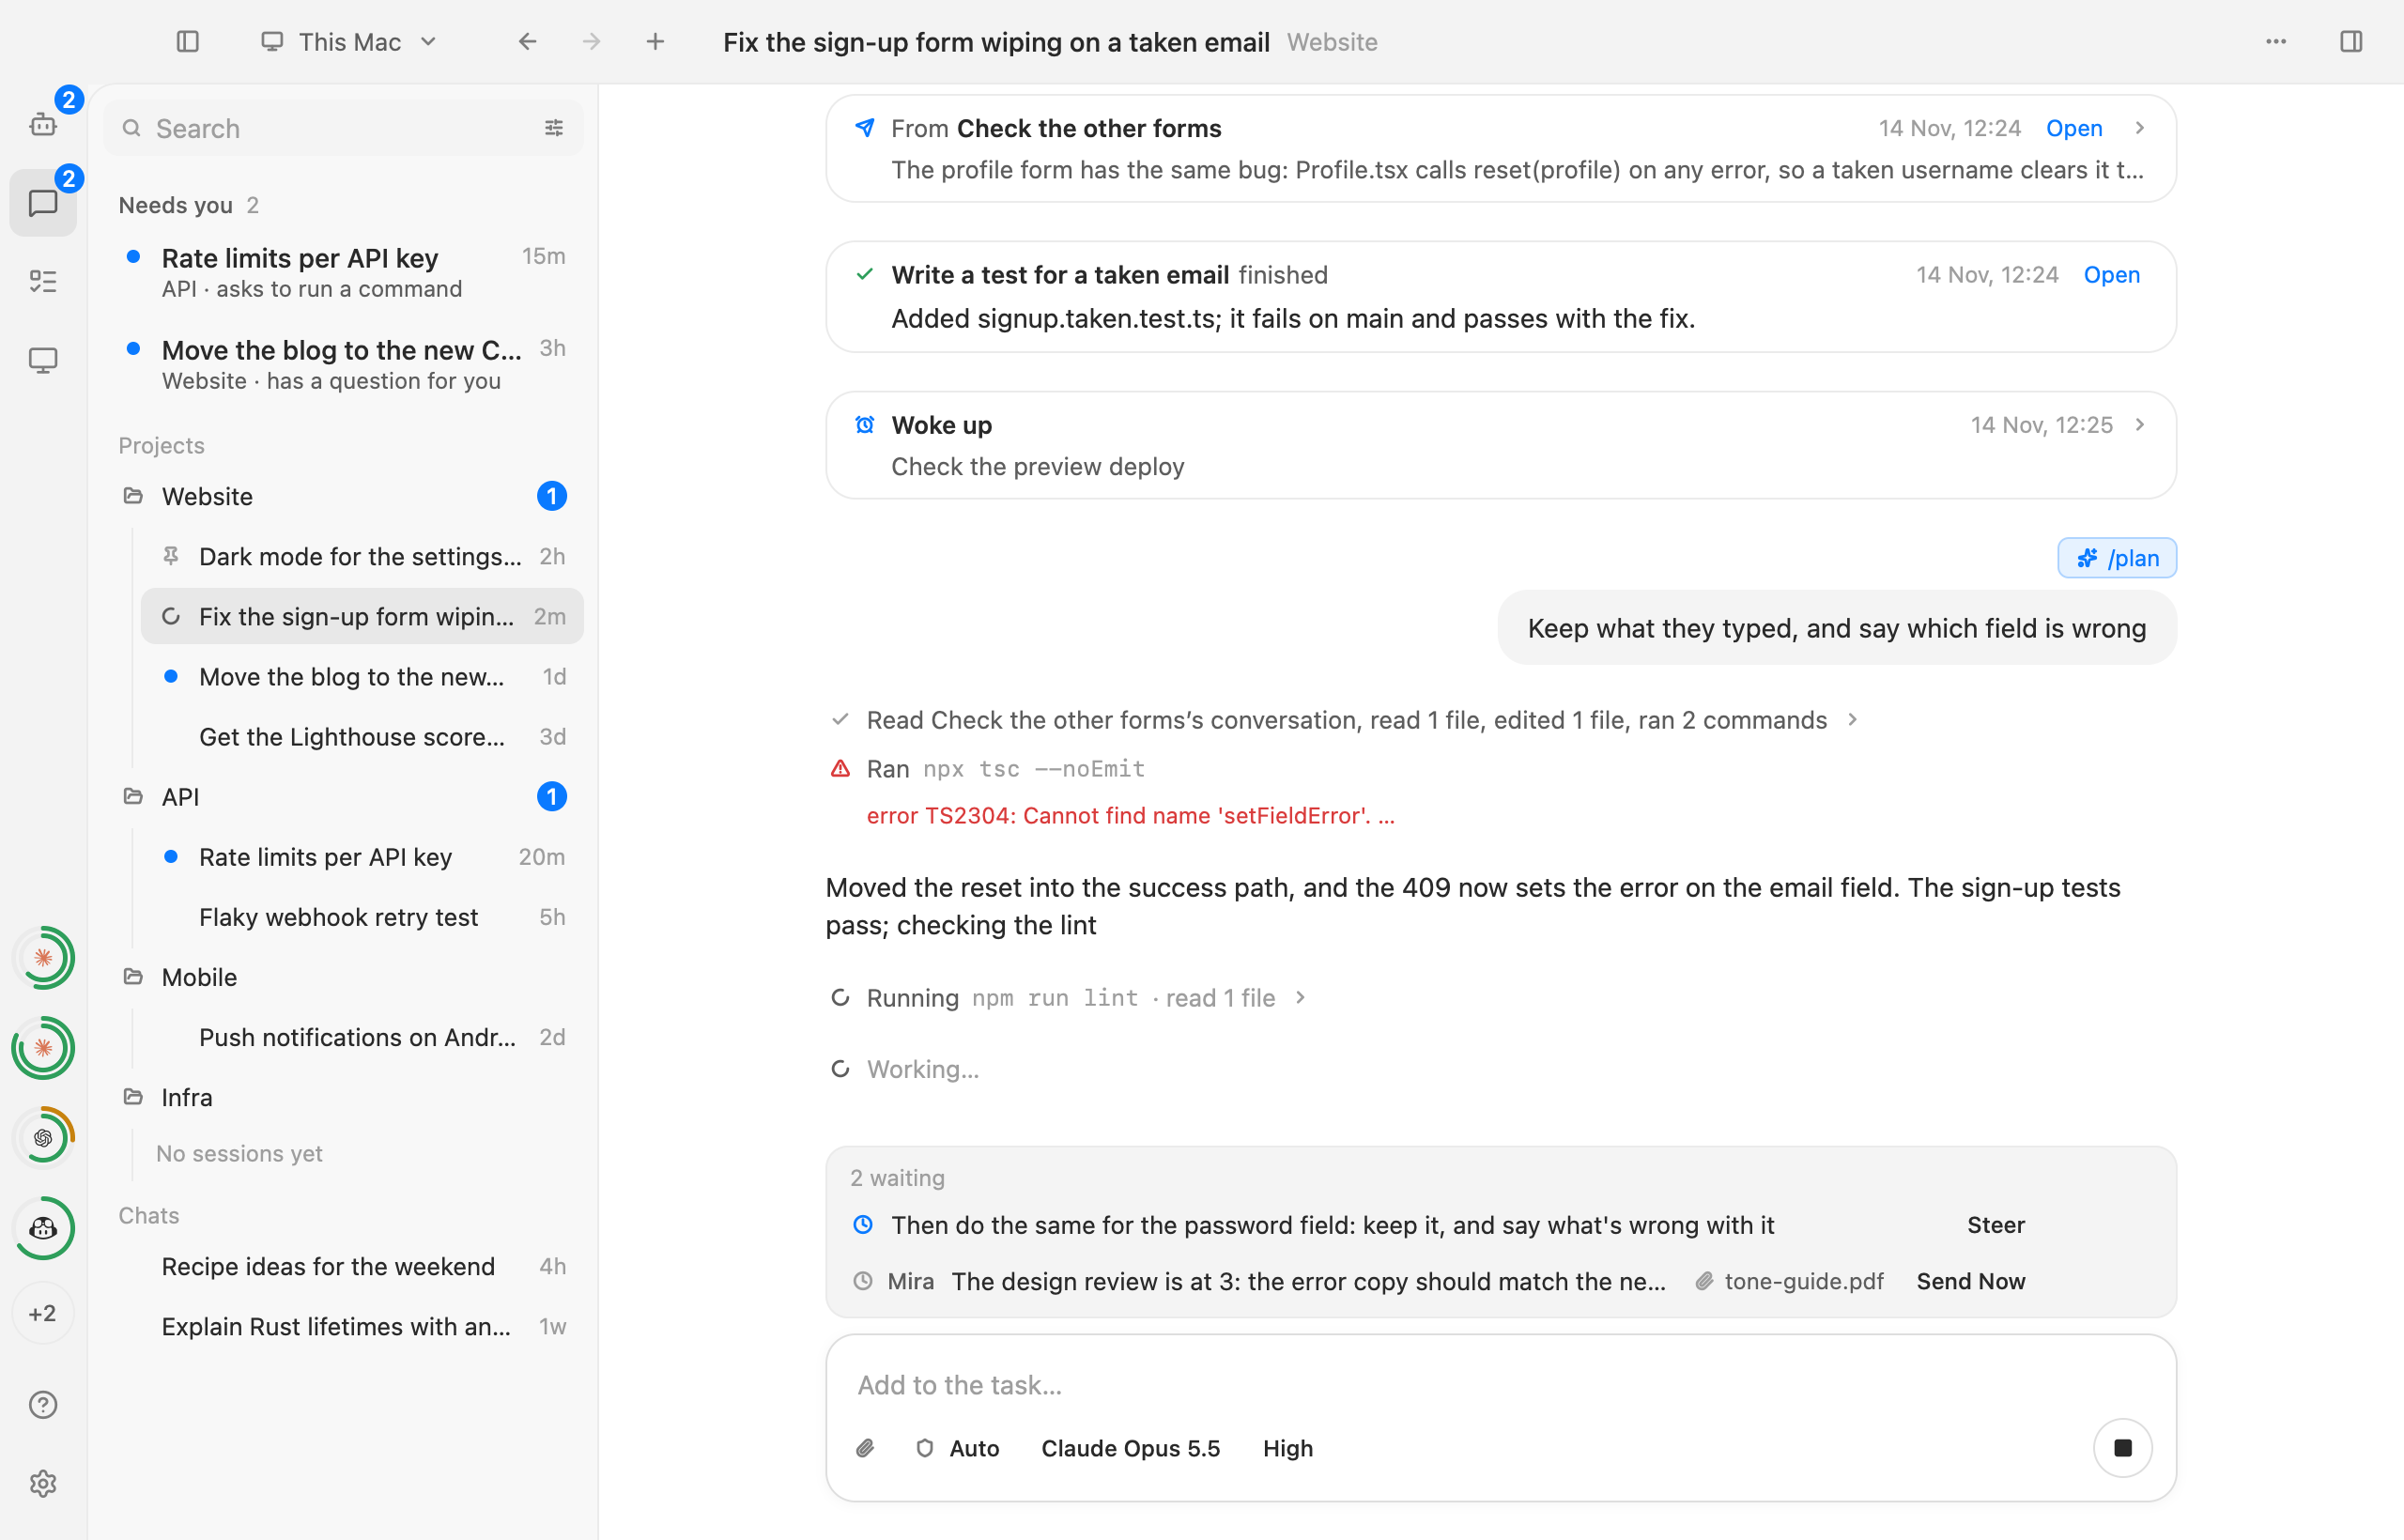 This Mac
Fix the sign-up form wiping on a taken email Website
2
2
Search
Needs you 2
Rate limits per API key 15m
API · asks to run a command
Move the blog to the new C... 3h
Website · has a question for you
Projects
Website 1
Dark mode for the settings... 2h
Fix the sign-up form wipin... 2m
Move the blog to the new... 1d
Get the Lighthouse score... 3d
API 1
Rate limits per API key 20m
Flaky webhook retry test 5h
Mobile
Push notifications on Andr... 2d
Infra
No sessions yet
Chats
Recipe ideas for the weekend 4h
Explain Rust lifetimes with an... 1w
+2
From Check the other forms 14 Nov, 12:24 Open
The profile form has the same bug: Profile.tsx calls reset(profile) on any error, so a taken username clears it t...
Write a test for a taken email finished 14 Nov, 12:24 Open
Added signup.taken.test.ts; it fails on main and passes with the fix.
Woke up 14 Nov, 12:25
Check the preview deploy
/plan
Keep what they typed, and say which field is wrong
Read Check the other forms’s conversation, read 1 file, edited 1 file, ran 2 commands
Ran npx tsc --noEmit
error TS2304: Cannot find name 'setFieldError'. ...
Moved the reset into the success path, and the 409 now sets the error on the email field. The sign-up tests
pass; checking the lint
Running npm run lint · read 1 file
Working...
2 waiting
Then do the same for the password field: keep it, and say what's wrong with it Steer
Mira The design review is at 3: the error copy should match the ne... tone-guide.pdf Send Now
Add to the task...
Auto Claude Opus 5.5 High